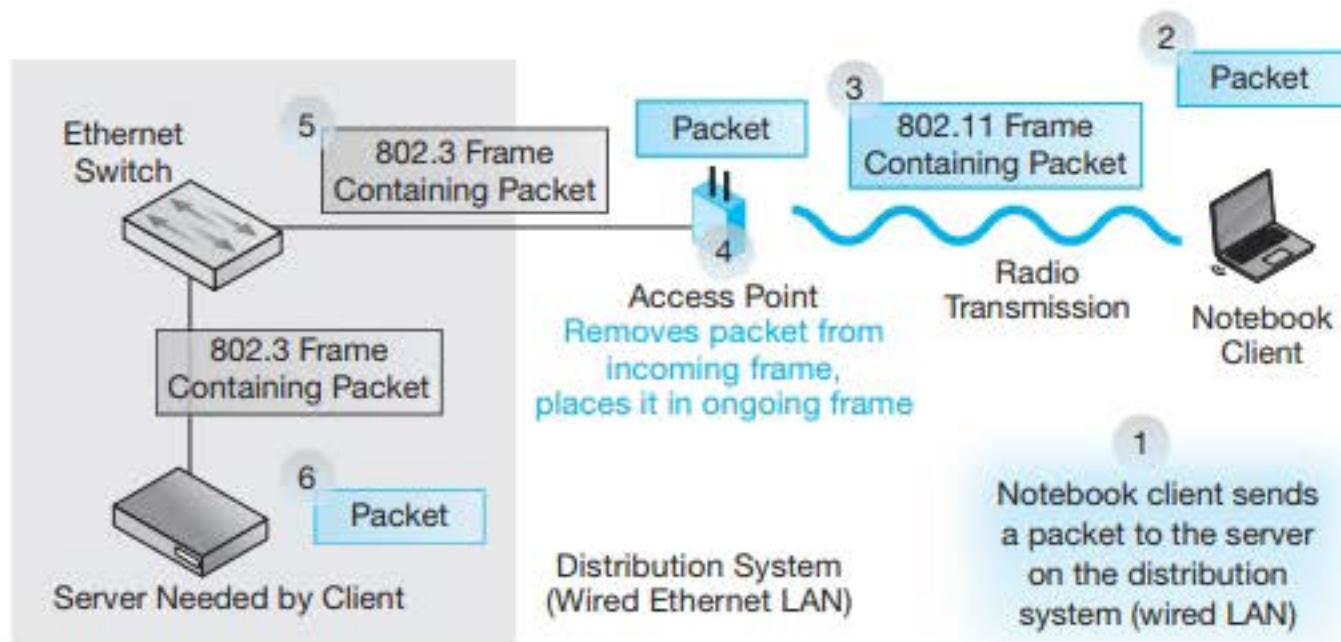 2
Packet
3
802.11 Frame
Containing Packet
Packet
5
802.3 Frame
Containing Packet
Ethernet
Switch
4
Access Point
Removes packet from
incoming frame,
places it in ongoing frame
Radio
Transmission
Notebook
Client
802.3 Frame
Containing Packet
1
Notebook client sends
a packet to the server
on the distribution
system (wired LAN)
6
Packet
Server Needed by Client
Distribution System
(Wired Ethernet LAN)